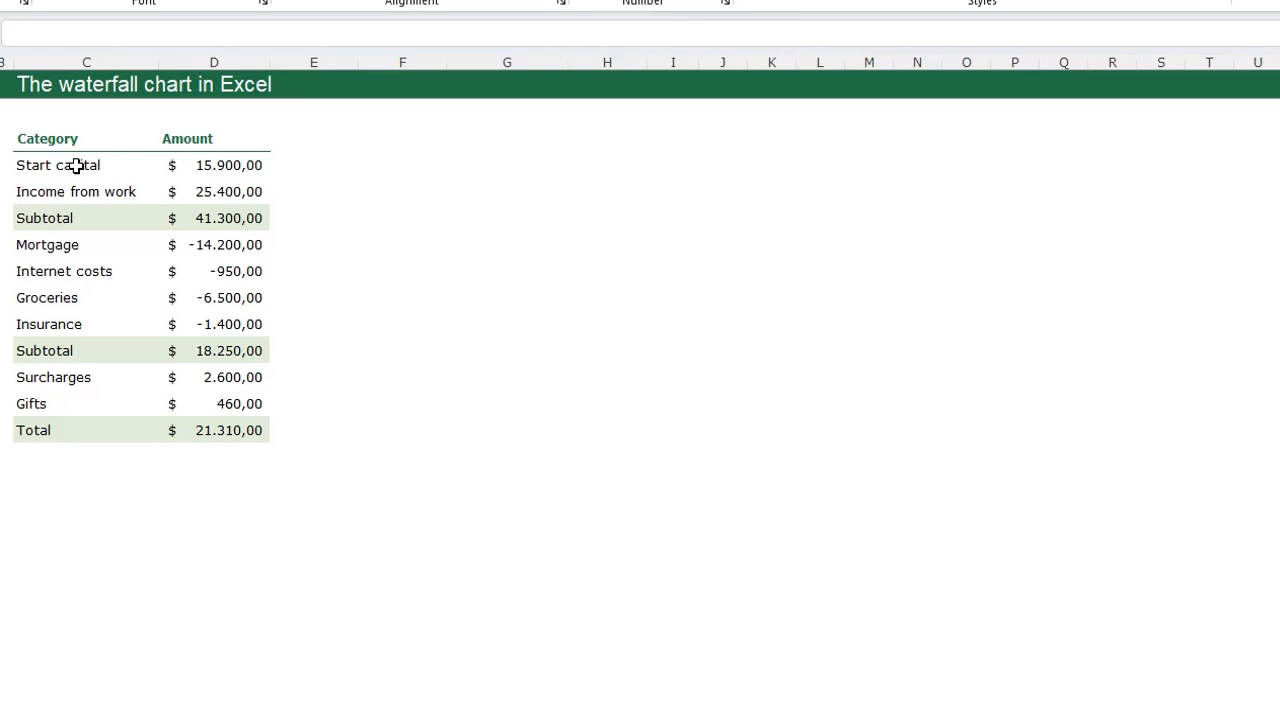 Font Alignment Number Styles
B C D E F G H I J K L M N O P Q R S T U
The waterfall chart in Excel
Category Amount
Start capital $ 15.900,00
Income from work $ 25.400,00
Subtotal $ 41.300,00
Mortgage $ -14.200,00
Internet costs $ -950,00
Groceries $ -6.500,00
Insurance $ -1.400,00
Subtotal $ 18.250,00
Surcharges $ 2.600,00
Gifts $ 460,00
Total $ 21.310,00